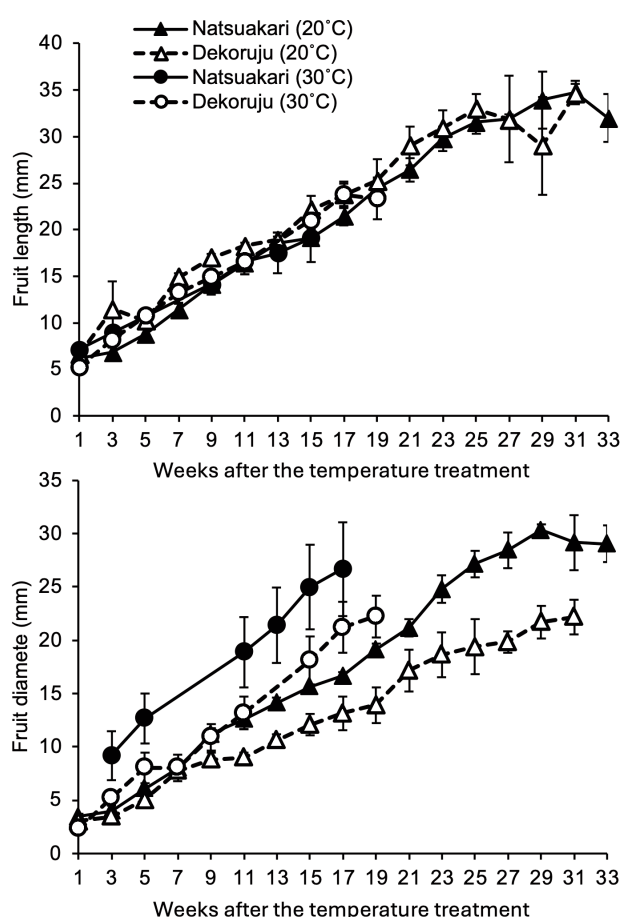 Natsuakari (20˚C)
Dekoruju (20˚C)
Natsuakari (30˚C)
Dekoruju (30˚C)
40
35
30
25
20
15
10
5
0
Fruit length (mm)
1 3 5 7 9 11 13 15 17 19 21 23 25 27 29 31 33
Weeks after the temperature treatment
35
30
25
20
15
10
5
0
Fruit diamete (mm)
1 3 5 7 9 11 13 15 17 19 21 23 25 27 29 31 33
Weeks after the temperature treatment